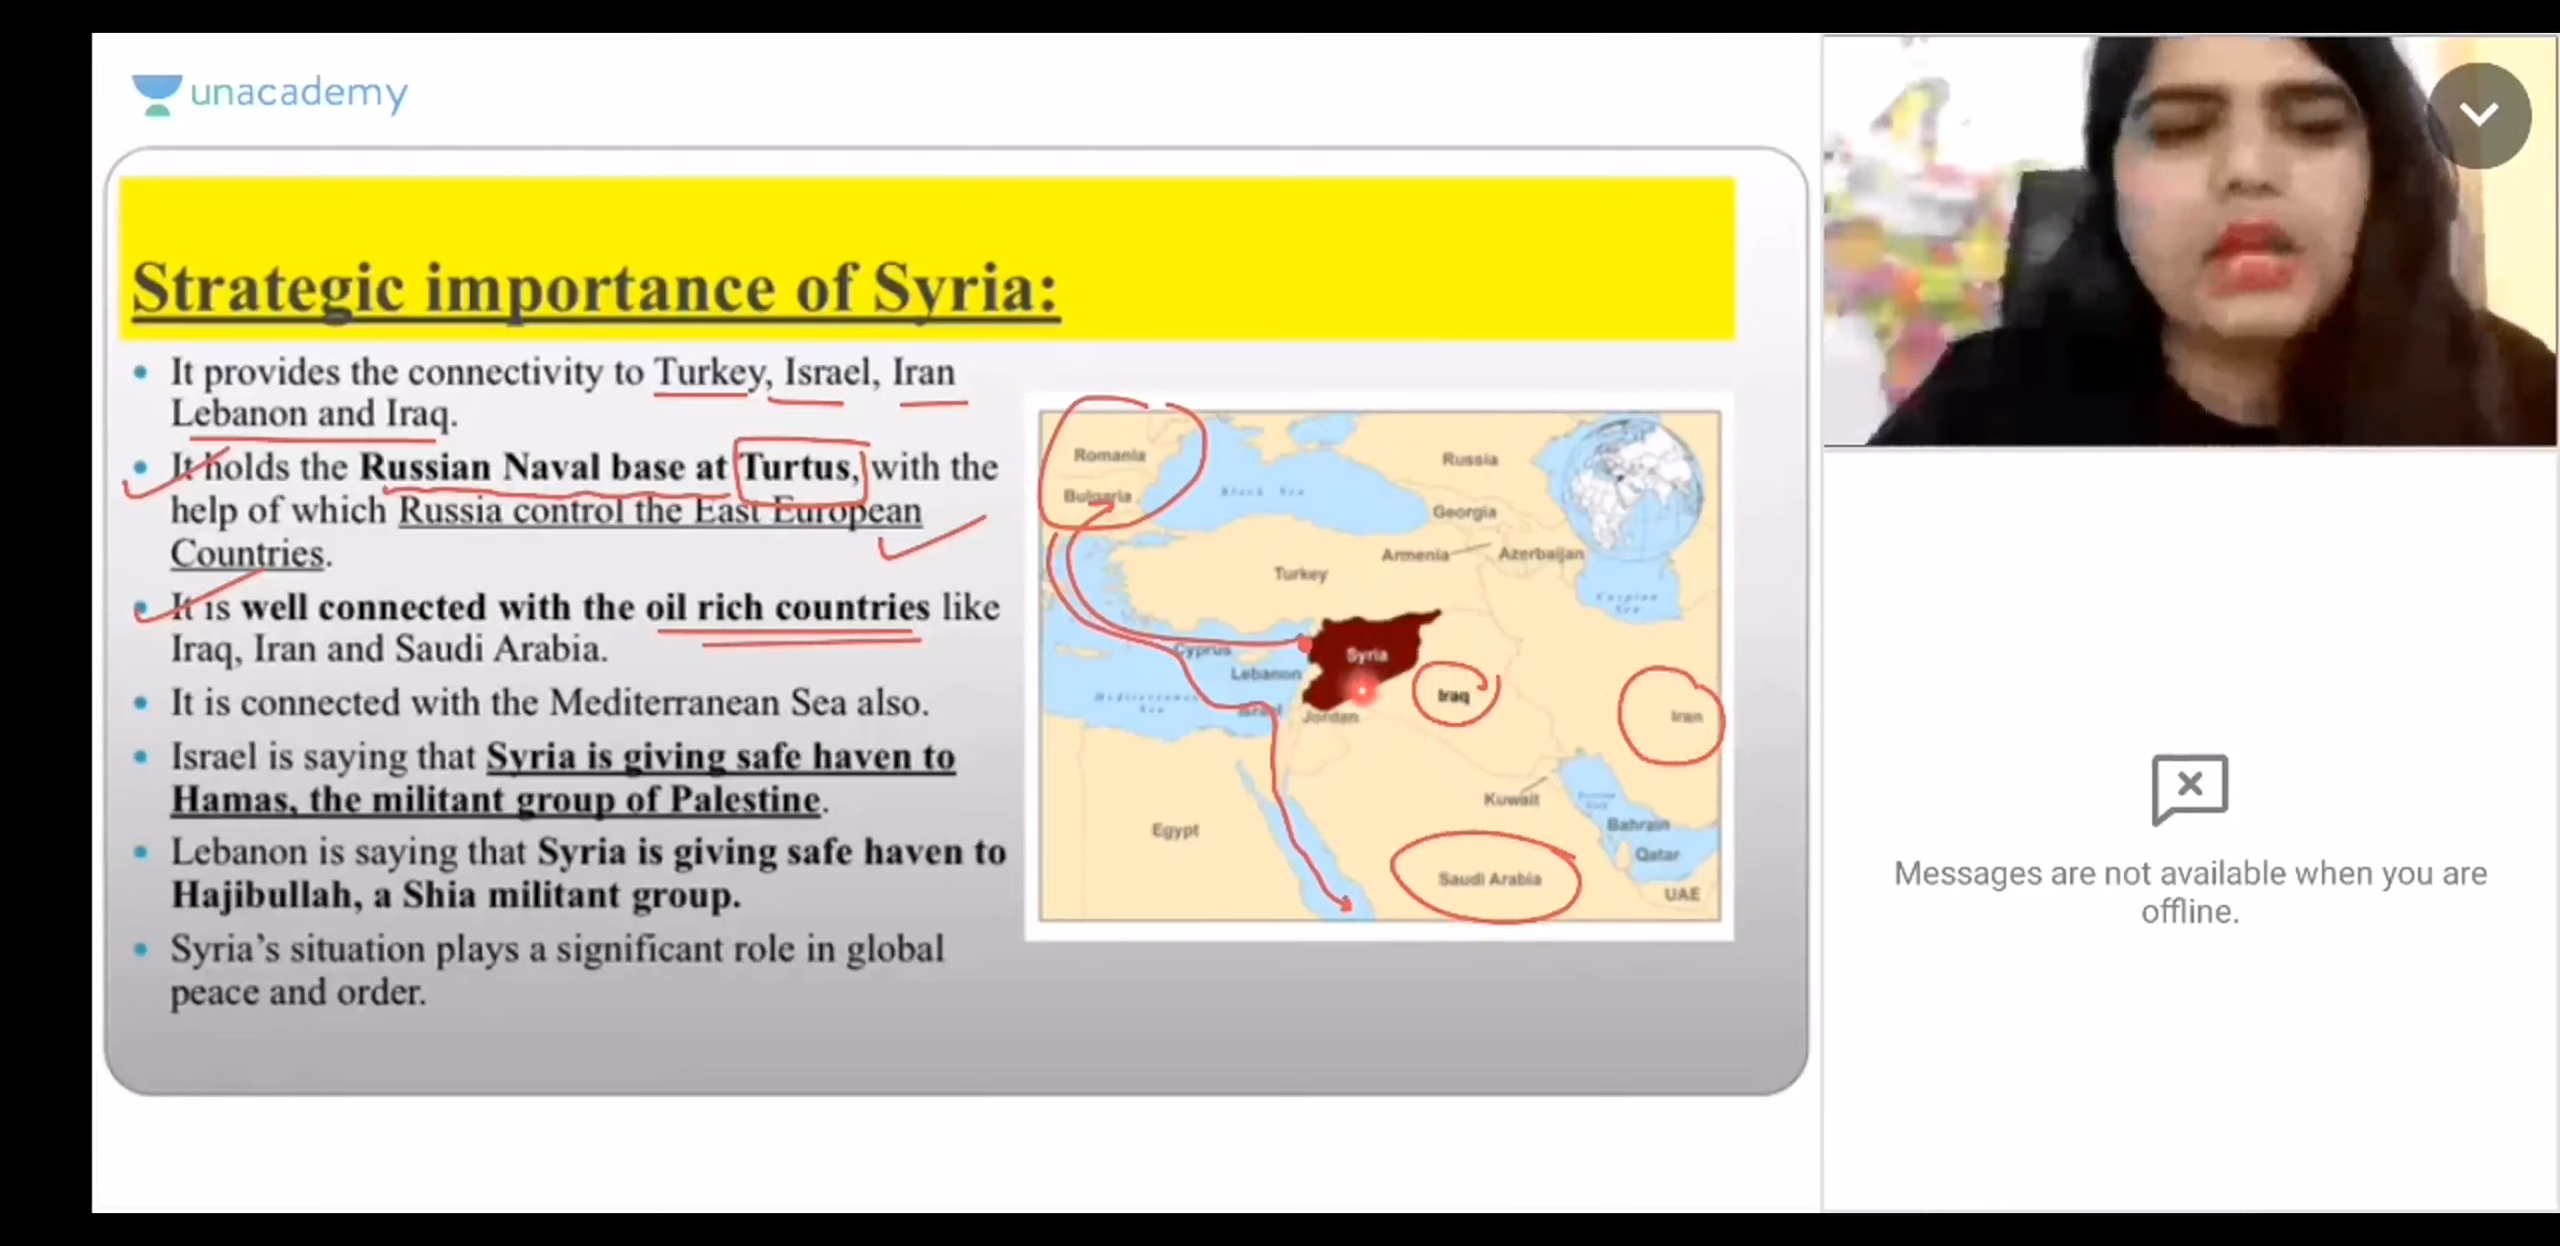 unacademy
Strategic importance of Syria:
• It provides the connectivity to Turkey, Israel, Iran
Lebanon and Iraq.
• It holds the Russian Naval base at Turtus, with the
help of which Russia control the East European
Countries.
• It is well connected with the oil rich countries like
Iraq, Iran and Saudi Arabia.
• It is connected with the Mediterranean Sea also.
• Israel is saying that Syria is giving safe haven to
Hamas, the militant group of Palestine.
• Lebanon is saying that Syria is giving safe haven to
Hajibullah, a Shia militant group.
• Syria's situation plays a significant role in global
peace and order.
Romania
Russia
Bulgaria
Black Sea
Georgia
Armenia
Azerbaijan
Turkey
Caspian
Sea
Cyprus
Syria
Lebanon
Iraq
Mediterranean
Sea
Israel
Jordan
Iran
Kuwait
Egypt
Bahrain
Qatar
Saudi Arabia
UAE
Messages are not available when you are
offline.